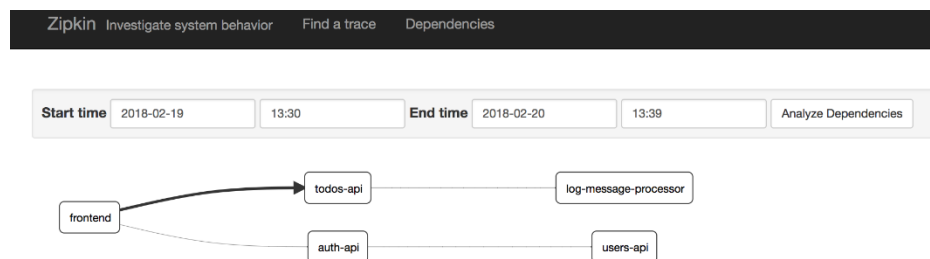 Zipkin Investigate system behavior Find a trace Dependencies
Start time 2018-02-19 13:30 End time 2018-02-20 13:39 Analyze Dependencies
todos-api log-message-processor
frontend
auth-api users-api